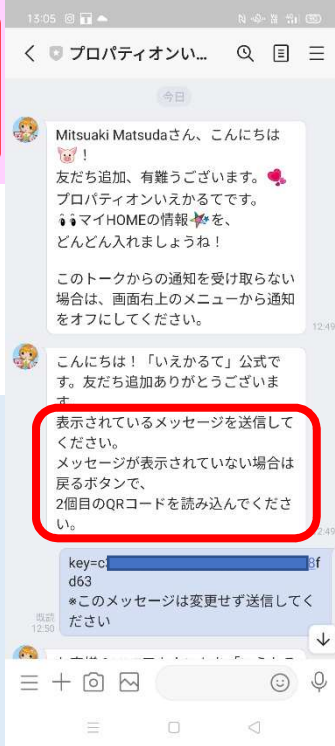 13:05
プロパティオンい...
今日
Mitsuaki Matsudaさん、こんにちは
！
友だち追加、有難うございます。
プロパティオンいえかるてです。
マイHOMEの情報を、
どんどん入れましょうね！
このトークからの通知を受け取らない
場合は、画面右上のメニューから通知
をオフにしてください。
12:49
こんにちは！「いえかるて」公式で
す。友だち追加ありがとうございま
す
表示されているメッセージを送信して
ください。
メッセージが表示されていない場合は
戻るボタンで、
2個目のQRコードを読み込んでくださ
い。
12:49
key=c
8f
d63
※このメッセージは変更せず送信してく
ださい
既読
12:50